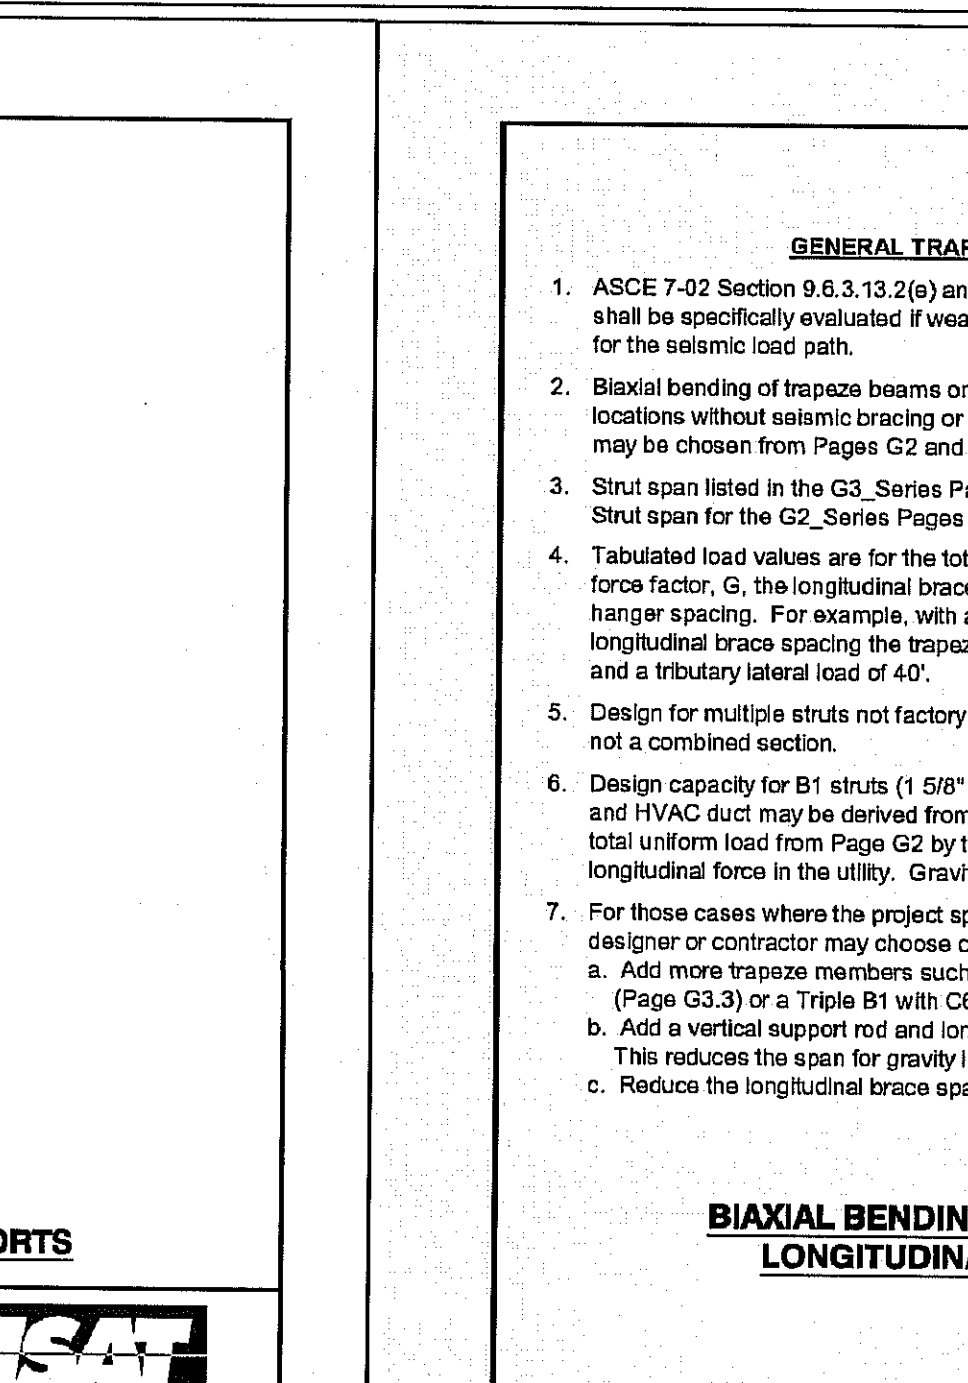 GENERAL TRAP
1. ASCE 7-02 Section 9.6.3.13.2(e) an
shall be specifically evaluated if wea
for the seismic load path.
2. Biaxial bending of trapeze beams or
locations without seismic bracing or
may be chosen from Pages G2 and
3. Strut span listed in the G3_Series Pa
Strut span for the G2_Series Pages
4. Tabulated load values are for the tot
force factor, G, the longitudinal brace
hanger spacing. For example, with a
longitudinal brace spacing the trapez
and a tributary lateral load of 40'.
5. Design for multiple struts not factory
not a combined section.
6. Design capacity for B1 struts (1 5/8"
and HVAC duct may be derived from
total uniform load from Page G2 by t
longitudinal force in the utility. Gravi
7. For those cases where the project sp
designer or contractor may choose o
a. Add more trapeze members such
(Page G3.3) or a Triple B1 with C6
b. Add a vertical support rod and lon
This reduces the span for gravity l
c. Reduce the longitudinal brace spa
BIAXIAL BENDIN
LONGITUDINA
ORTS
ISAT